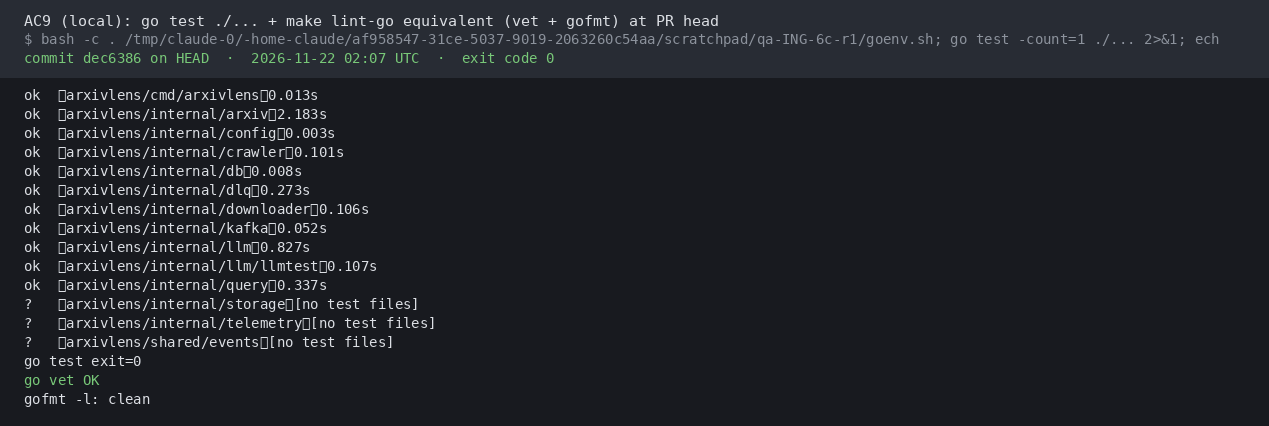 AC9 (local): go test ./... + make lint-go equivalent (vet + gofmt) at PR head
$ bash -c . /tmp/claude-0/-home-claude/af958547-31ce-5037-9019-2063260c54aa/scratchpad/qa-ING-6c-r1/goenv.sh; go test -count=1 ./... 2>&1; ech
commit dec6386 on HEAD · 2026-11-22 02:07 UTC · exit code 0
ok  □arxivlens/cmd/arxivlens□0.013s
ok  □arxivlens/internal/arxiv□2.183s
ok  □arxivlens/internal/config□0.003s
ok  □arxivlens/internal/crawler□0.101s
ok  □arxivlens/internal/db□0.008s
ok  □arxivlens/internal/dlq□0.273s
ok  □arxivlens/internal/downloader□0.106s
ok  □arxivlens/internal/kafka□0.052s
ok  □arxivlens/internal/llm□0.827s
ok  □arxivlens/internal/llm/llmtest□0.107s
ok  □arxivlens/internal/query□0.337s
?   □arxivlens/internal/storage□[no test files]
?   □arxivlens/internal/telemetry□[no test files]
?   □arxivlens/shared/events□[no test files]
go test exit=0
go vet OK
gofmt -l: clean